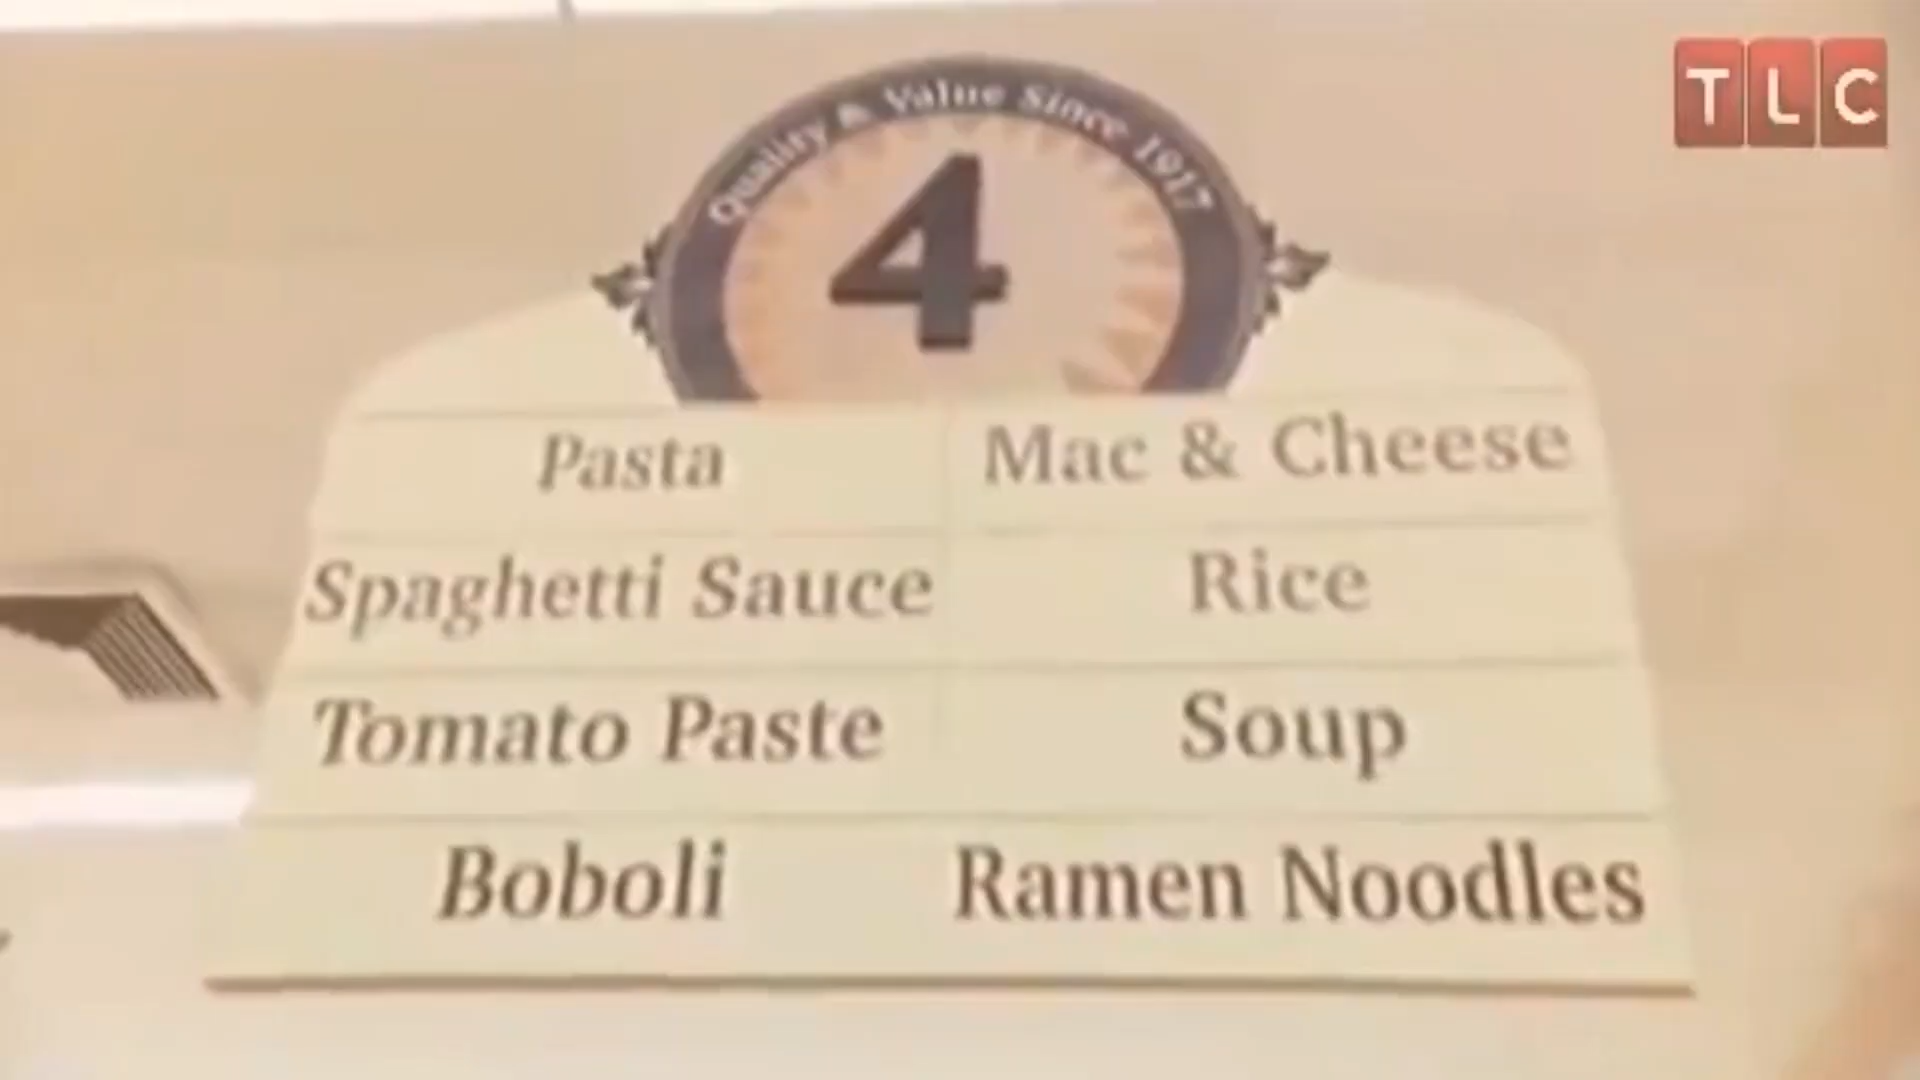 TLC
Quality & Value Since 1917
4
Pasta
Mac & Cheese
Spaghetti Sauce
Rice
Tomato Paste
Soup
Boboli
Ramen Noodles